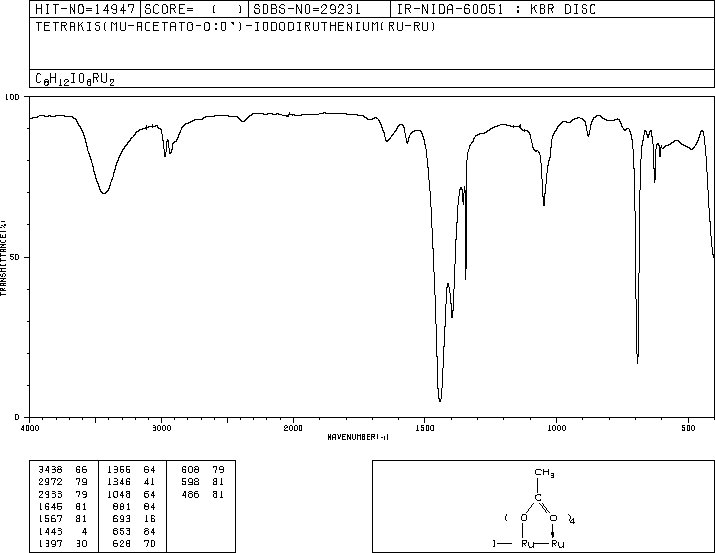 HIT-NO=14947 SCORE= ( ) SDBS-NO=29231 IR-NIDA-60051 : KBR DISC
TETRAKIS(MU-ACETATO-O:O')-IODODIRUTHENIUM(RU-RU)
C8H12IO8RU2
100
50
0
TRANSMITTANCE(%)
4000 3000 2000 1500 1000 500
WAVENUMBER(-1)
3438 66 1355 64 608 79
2972 79 1346 41 598 81
2933 79 1048 64 486 81
1645 81 881 84
1567 81 693 16
1443 4 653 84
1397 30 628 70
CH3
C
( O O )4
I Ru Ru